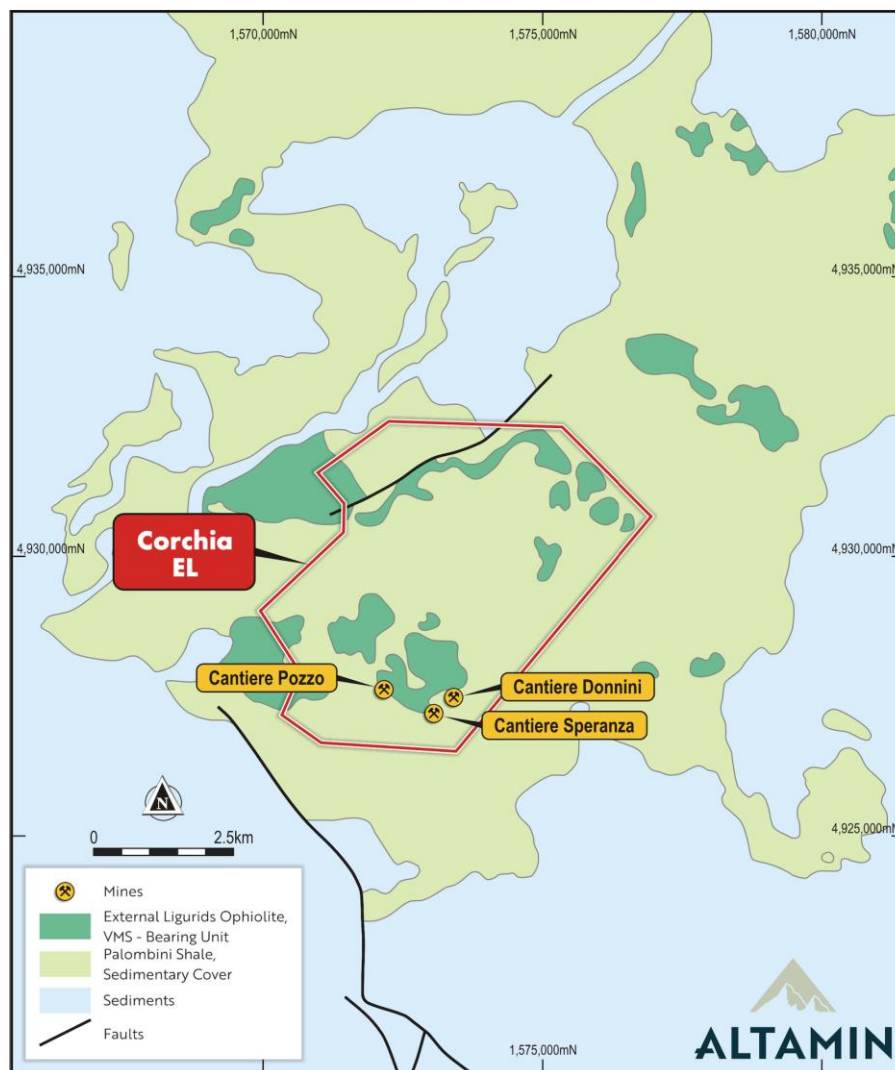 1,570,000mN
1,575,000mN
1,580,000mN
4,935,000mN
4,935,000mN
Corchia
EL
4,930,000mN
4,930,000mN
Cantiere Pozzo
Cantiere Donnini
Cantiere Speranza
N
0
2.5km
4,925,000mN
Mines
External Ligurids Ophiolite,
VMS - Bearing Unit
Palombini Shale,
Sedimentary Cover
Sediments
Faults
1,575,000mN
ALTAMIN